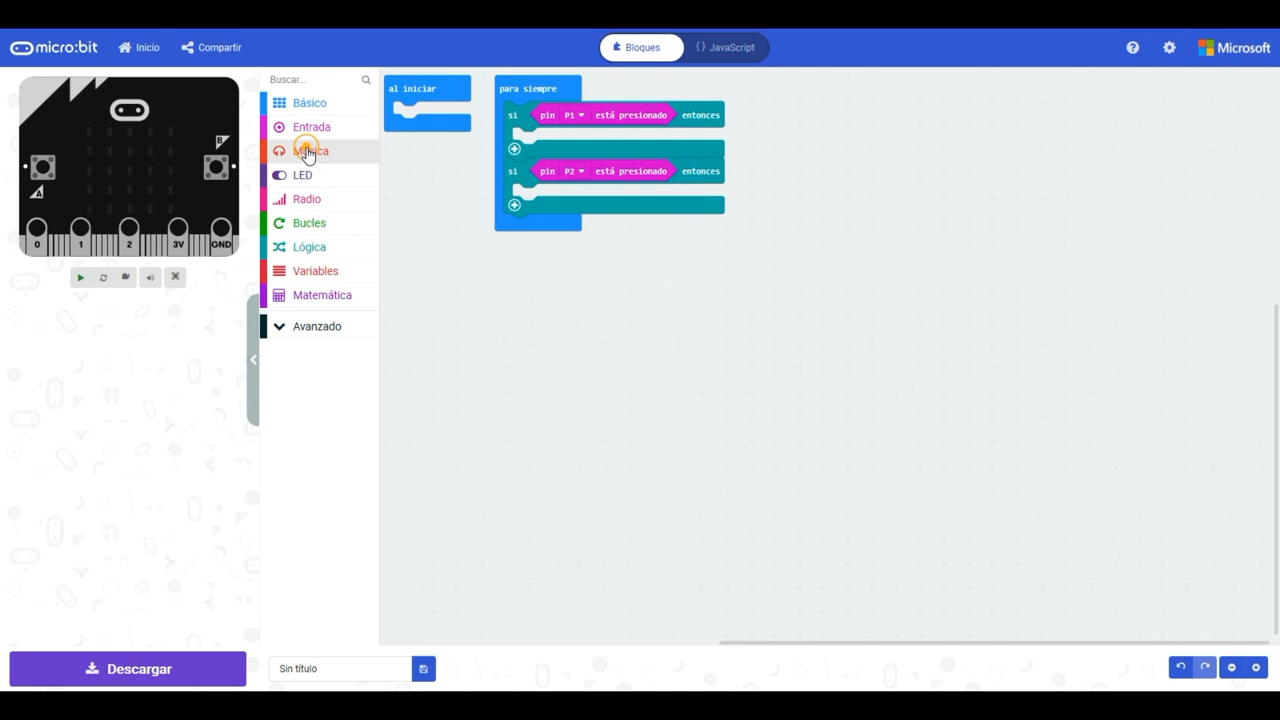 micro:bit
Inicio
Compartir
Bloques
{ } JavaScript
Microsoft
Buscar...
Básico
Entrada
LED
Radio
Bucles
Lógica
Variables
Matemática
Avanzado
al iniciar
para siempre
si pin P1 está presionado entonces
si pin P2 está presionado entonces
A
B
0 1 2 3V GND
Descargar
Sin título